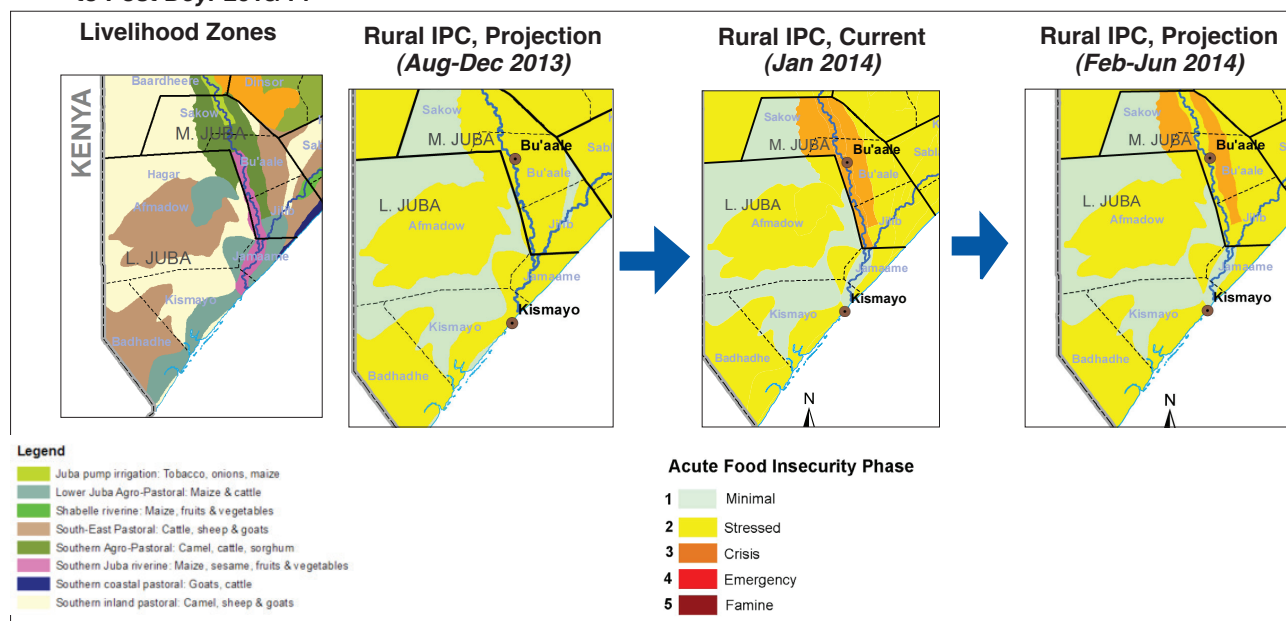 Livelihood Zones
Rural IPC, Projection
(Aug-Dec 2013)
Rural IPC, Current
(Jan 2014)
Rural IPC, Projection
(Feb-Jun 2014)
KENYA
Baardheere
Dinsor
Sakow
M. JUBA
Bu'aale
Hagar
Afmadow
Jilib
L. JUBA
Jamaame
Kismayo
Badhadhe
Sakow
M. JUBA
Bu'aale
Bu'aale
L. JUBA
Afmadow
Jilib
Jamaame
Kismayo
Kismayo
Badhadhe
Sakow
M. JUBA
Bu'aale
Bu'aale
L. JUBA
Afmadow
Jilib
Jamaame
Kismayo
Kismayo
Badhadhe
N
Sakow
M. JUBA
Bu'aale
Bu'aale
L. JUBA
Afmadow
Jilib
Jamaame
Kismayo
Kismayo
Badhadhe
N
Legend
Juba pump irrigation: Tobacco, onions, maize
Lower Juba Agro-Pastoral: Maize & cattle
Shabelle riverine: Maize, fruits & vegetables
South-East Pastoral: Cattle, sheep & goats
Southern Agro-Pastoral: Camel, cattle, sorghum
Southern Juba riverine: Maize, sesame, fruits & vegetables
Southern coastal pastoral: Goats, cattle
Southern inland pastoral: Camel, sheep & goats
Acute Food Insecurity Phase
1 Minimal
2 Stressed
3 Crisis
4 Emergency
5 Famine